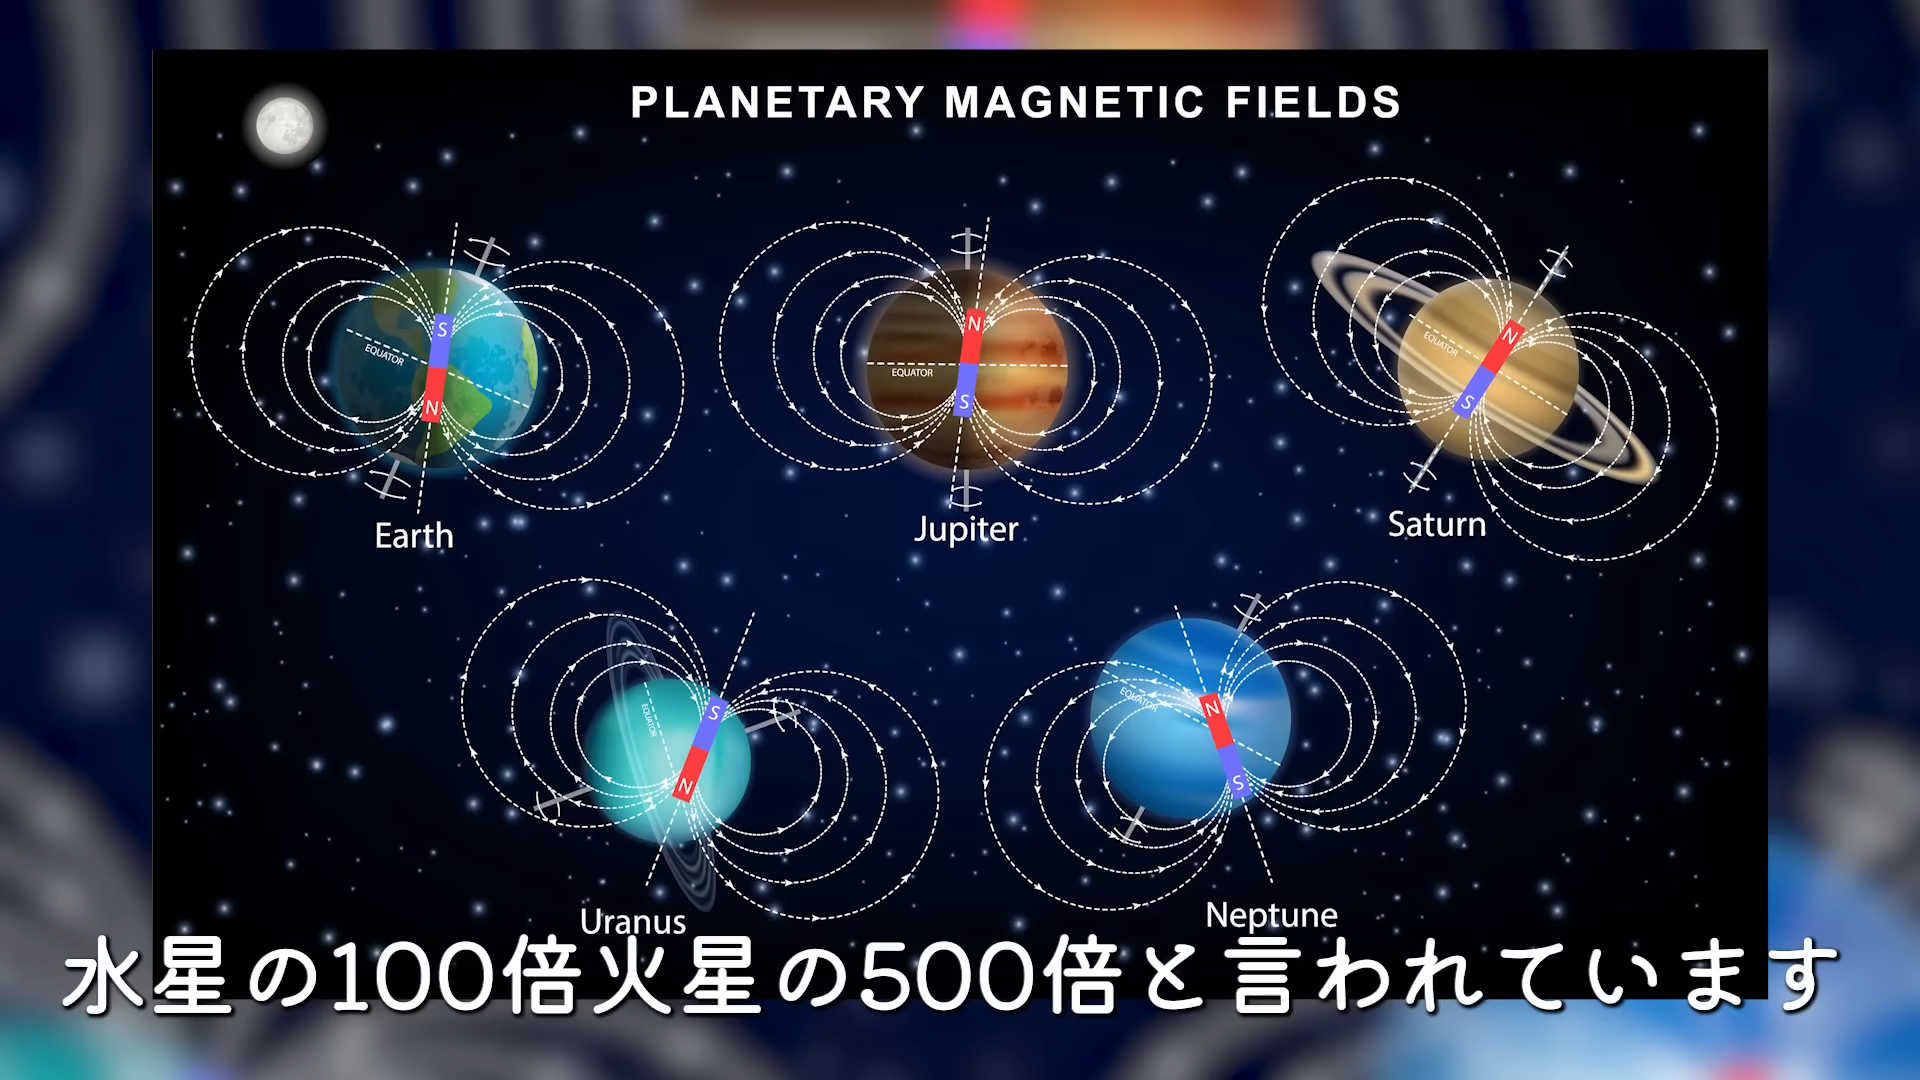 PLANETARY MAGNETIC FIELDS
S
EQUATOR
N
Earth
N
EQUATOR
S
Jupiter
N
EQUATOR
S
Saturn
S
EQUATOR
N
Uranus
N
EQUATOR
S
Neptune
水星の100倍火星の500倍と言われています